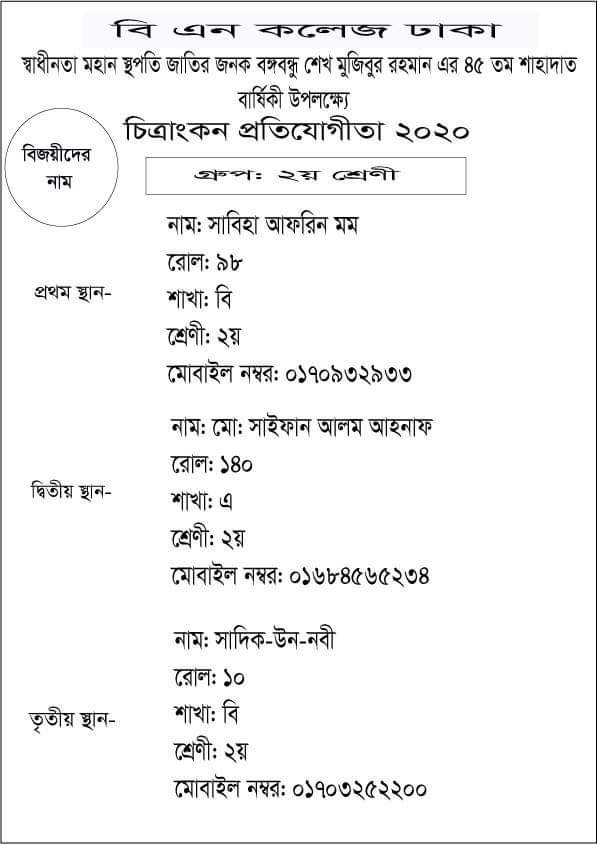 বি এন কলেজ ঢাকা
স্বাধীনতা মহান স্থপতি জাতির জনক বঙ্গবন্ধু শেখ মুজিবুর রহমান এর ৪৫ তম শাহাদাত
বার্ষিকী উপলক্ষ্যে
চিত্রাংকন প্রতিযোগীতা ২০২০
বিজয়ীদের
নাম
গ্রুপ: ২য় শ্রেণী
প্রথম স্থান-
নাম: সাবিহা আফরিন মম
রোল: ৯৮
শাখা: বি
শ্রেণী: ২য়
মোবাইল নম্বর: ০১৭০৯৩২৯৩৩
দ্বিতীয় স্থান-
নাম: মো: সাইফান আলম আহনাফ
রোল: ১৪০
শাখা: এ
শ্রেণী: ২য়
মোবাইল নম্বর: ০১৬৮৪৫৬৫২৩৪
তৃতীয় স্থান-
নাম: সাদিক-উন-নবী
রোল: ১০
শাখা: বি
শ্রেণী: ২য়
মোবাইল নম্বর: ০১৭০৩২৫২২০০